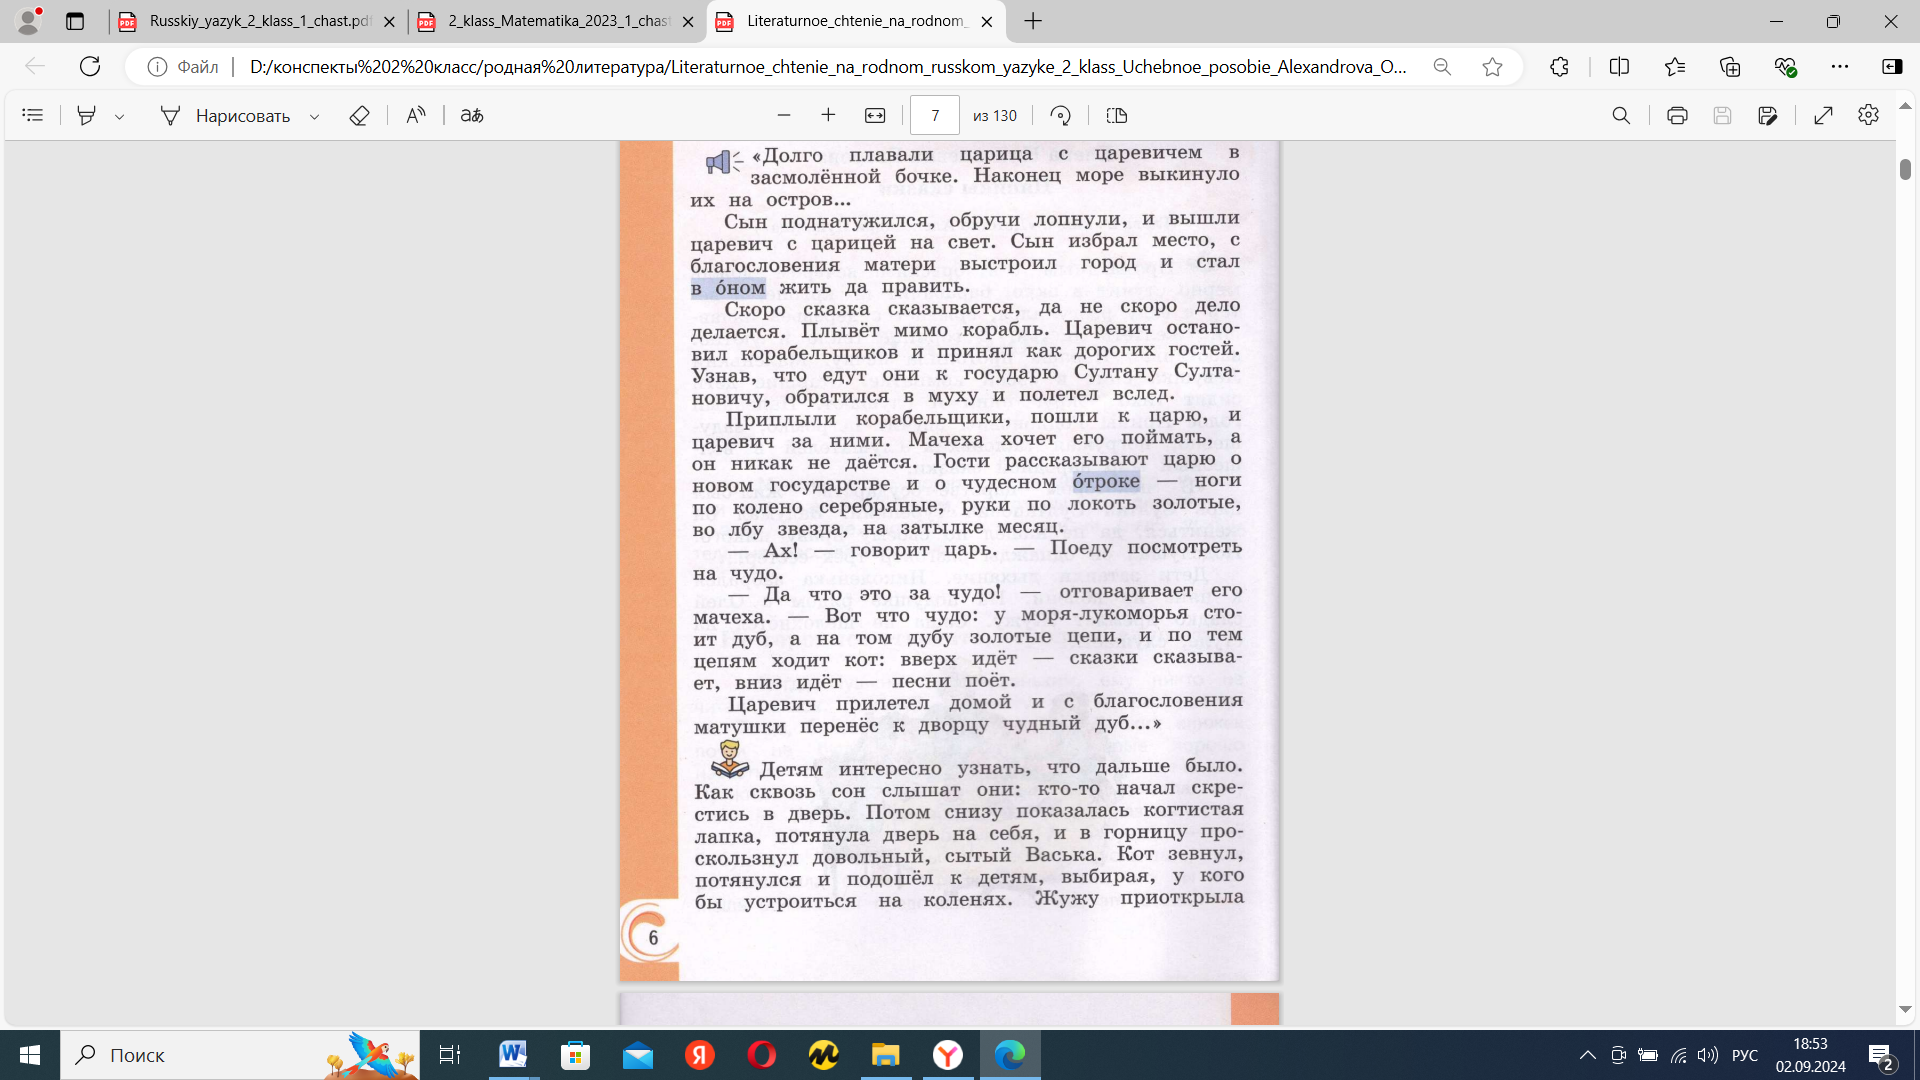 Russkiy_yazyk_2_klass_1_chast.pdf
2_klass_Matematika_2023_1_chast
Literaturnoe_chtenie_na_rodnom_
Файл
D:/конспекты%202%20класс/родная%20литература/Literaturnoe_chtenie_na_rodnom_russkom_yazyke_2_klass_Uchebnoe_posobie_Alexandrova_O...
Нарисовать
aあ
7
из 130
«Долго плавали царица с царевичем в
засмолённой бочке. Наконец море выкинуло
их на остров...
Сын поднатужился, обручи лопнули, и вышли
царевич с царицей на свет. Сын избрал место, с
благословения матери выстроил город и стал
в о́ном жить да править.
Скоро сказка сказывается, да не скоро дело
делается. Плывёт мимо корабль. Царевич остано-
вил корабельщиков и принял как дорогих гостей.
Узнав, что едут они к государю Султану Султа-
новичу, обратился в муху и полетел вслед.
Приплыли корабельщики, пошли к царю, и
царевич за ними. Мачеха хочет его поймать, а
он никак не даётся. Гости рассказывают царю о
новом государстве и о чудесном о́троке — ноги
по колено серебряные, руки по локоть золотые,
во лбу звезда, на затылке месяц.
— Ах! — говорит царь. — Поеду посмотреть
на чудо.
— Да что это за чудо! — отговаривает его
мачеха. — Вот что чудо: у моря-лукоморья сто-
ит дуб, а на том дубу золотые цепи, и по тем
цепям ходит кот: вверх идёт — сказки сказыва-
ет, вниз идёт — песни поёт.
Царевич прилетел домой и с благословения
матушки перенёс к дворцу чудный дуб...»
Детям интересно узнать, что дальше было.
Как сквозь сон слышат они: кто-то начал скре-
стись в дверь. Потом снизу показалась когтистая
лапка, потянула дверь на себя, и в горницу про-
скользнул довольный, сытый Васька. Кот зевнул,
потянулся и подошёл к детям, выбирая, у кого
бы устроиться на коленях. Жужу приоткрыла
6
Поиск
РУС
18:53
02.09.2024
2